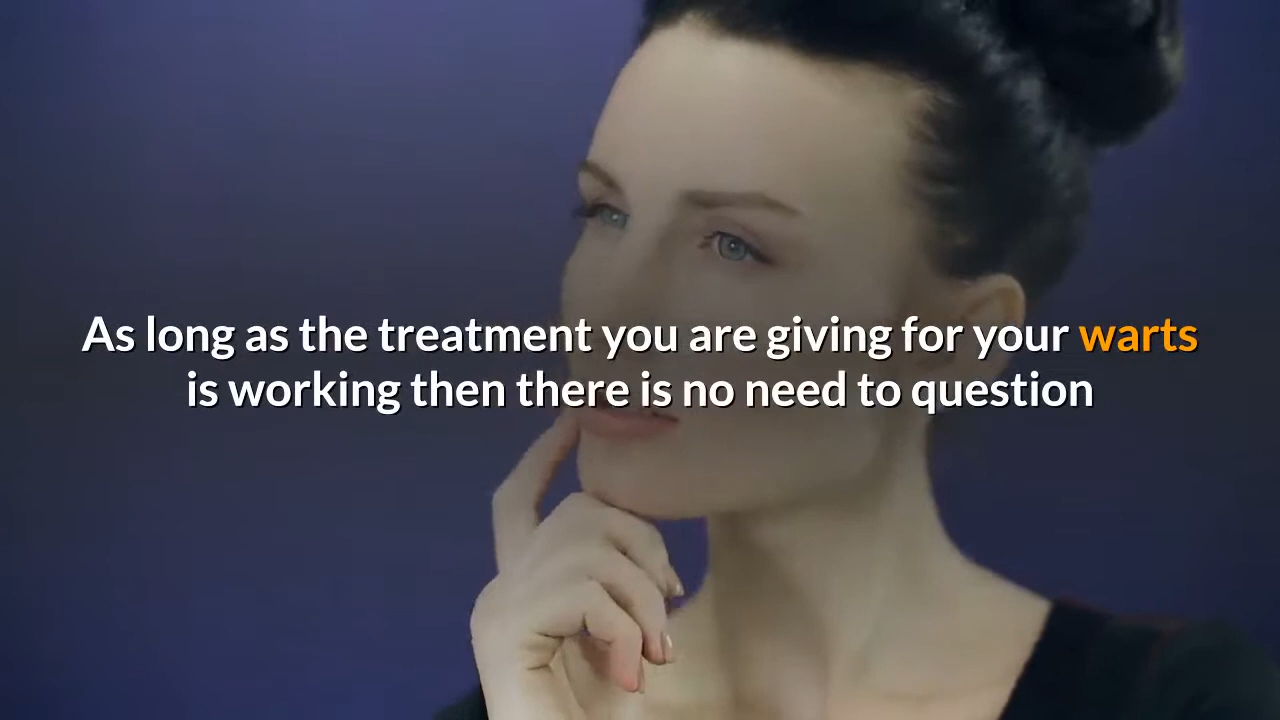 As long as the treatment you are giving for your warts
is working then there is no need to question